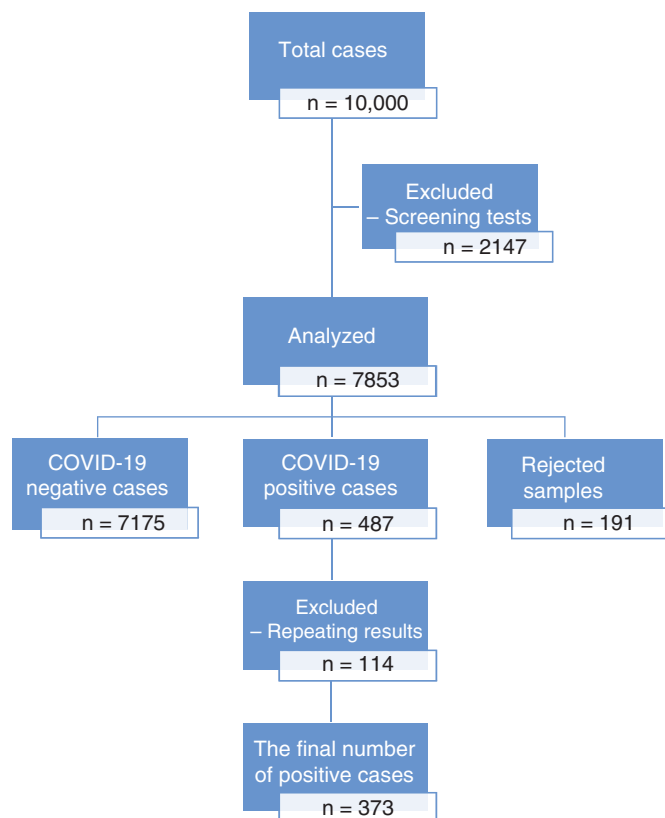 Total cases
n = 10,000
Excluded
– Screening tests
n = 2147
Analyzed
n = 7853
COVID-19
negative cases
n = 7175
COVID-19
positive cases
n = 487
Rejected
samples
n = 191
Excluded
– Repeating results
n = 114
The final number
of positive cases
n = 373